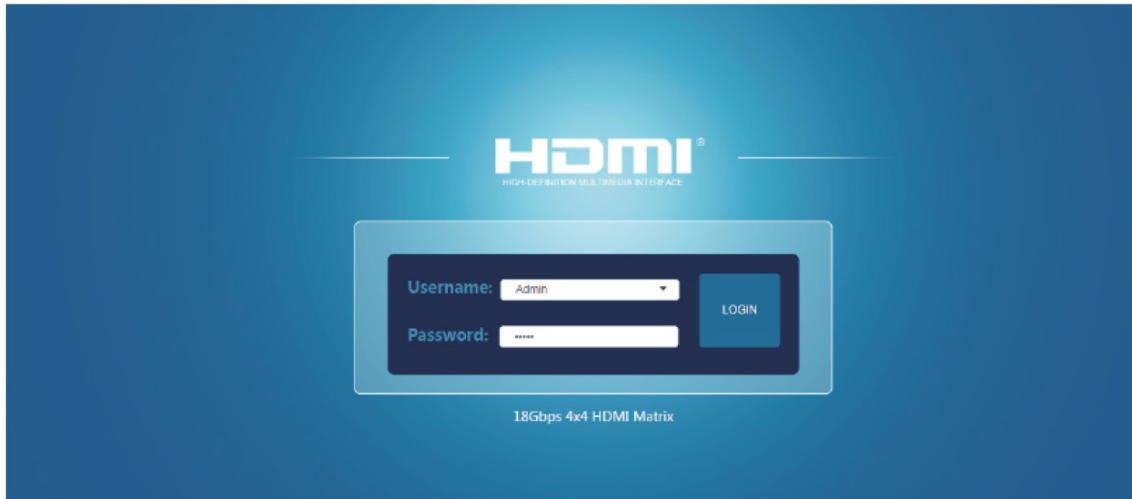 HDMI®
HIGH-DEFINITION MULTIMEDIA INTERFACE
Username: Admin
LOGIN
Password: •••••
18Gbps 4x4 HDMI Matrix